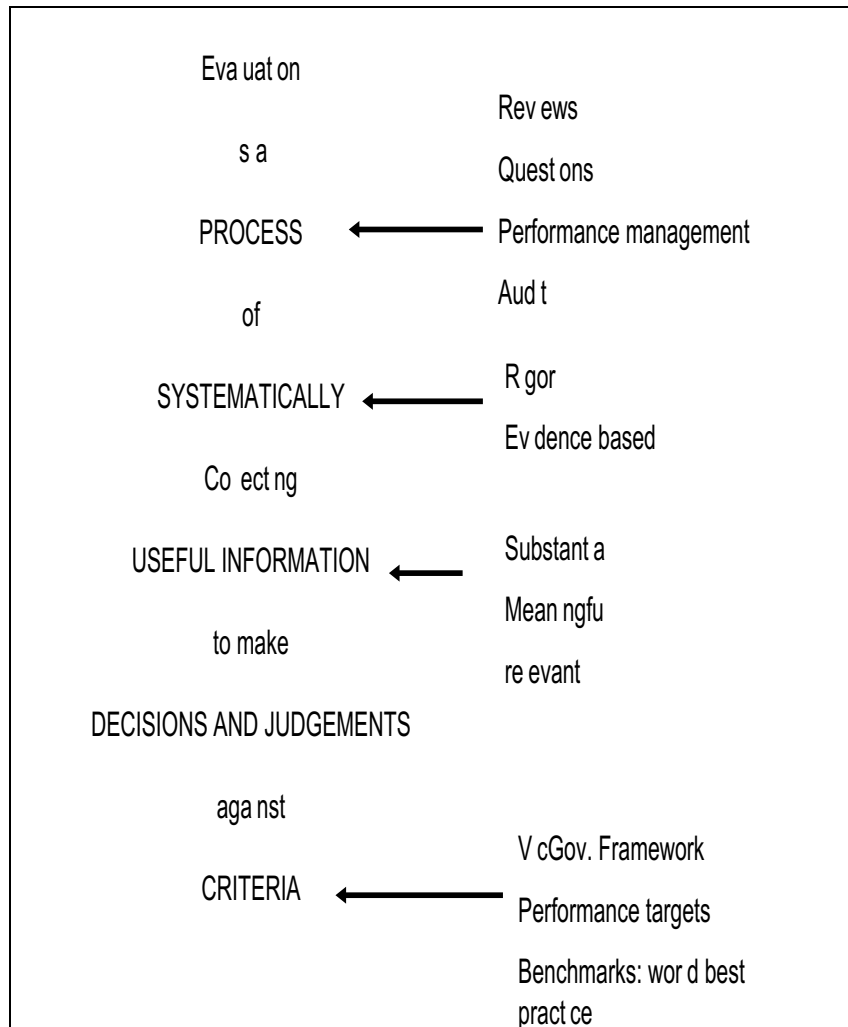 Eva uat on
s a
PROCESS
of
SYSTEMATICALLY
Co ect ng
USEFUL INFORMATION
to make
DECISIONS AND JUDGEMENTS
aga nst
CRITERIA
Rev ews
Quest ons
Performance management
Aud t
R gor
Ev dence based
Substant a
Mean ngfu
re evant
V cGov. Framework
Performance targets
Benchmarks: wor d best
pract ce